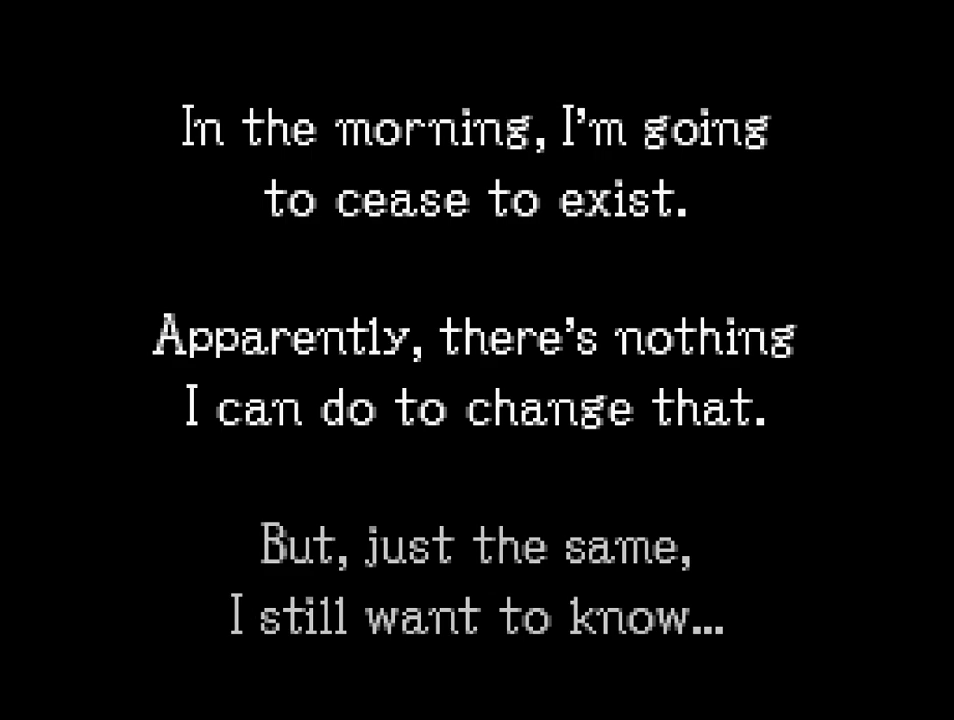 In the morning, I'm going
to cease to exist.
Apparently, there's nothing
I can do to change that.
But, just the same,
I still want to know...